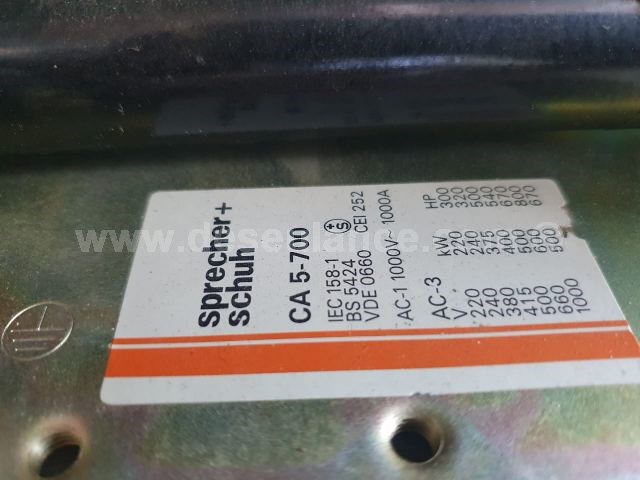 sprecher+
schuh
CA 5-700
IEC 158-1
BS 5424
VDE 0660 CEI 252
AC-1 1000V~ 1000A
AC-3
V kW HP
220 220 300
240 240 320
380 375 500
415 400 540
500 500 670
660 600 800
1000 500 670